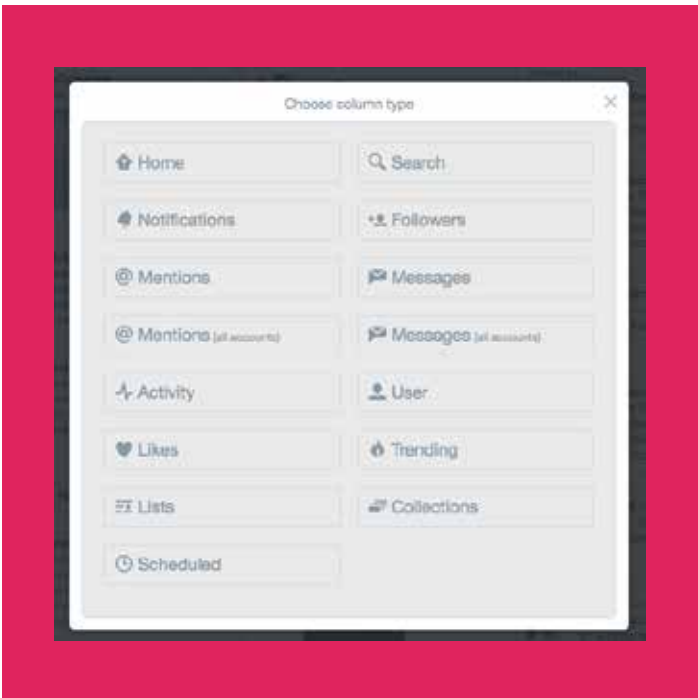 Choose column type
Home
Search
Notifications
Followers
@ Mentions
Messages
@ Mentions (all accounts)
Messages (all accounts)
Activity
User
Likes
Trending
Lists
Collections
Scheduled